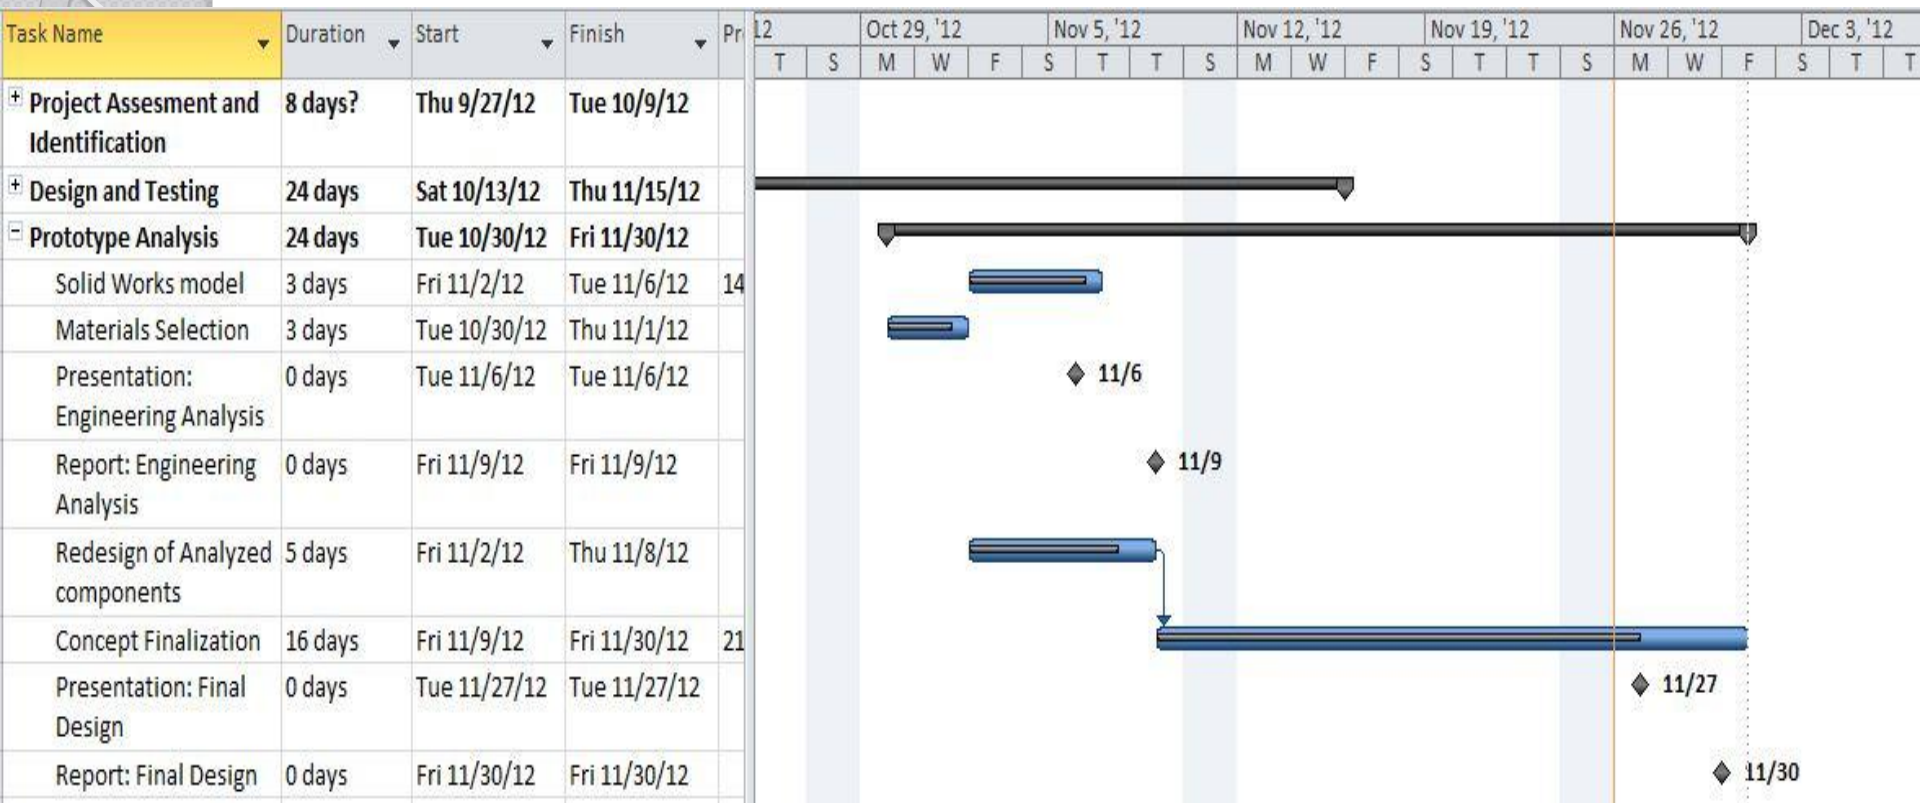 Task Name Duration Start Finish Pr 12 Oct 29, '12 Nov 5, '12 Nov 12, '12 Nov 19, '12 Nov 26, '12 Dec 3, '12
T S M W F S T T S M W F S T T S M W F S T T
Project Assesment and 8 days? Thu 9/27/12 Tue 10/9/12
Identification
Design and Testing 24 days Sat 10/13/12 Thu 11/15/12
Prototype Analysis 24 days Tue 10/30/12 Fri 11/30/12
Solid Works model 3 days Fri 11/2/12 Tue 11/6/12 14
Materials Selection 3 days Tue 10/30/12 Thu 11/1/12
Presentation: 0 days Tue 11/6/12 Tue 11/6/12 11/6
Engineering Analysis
Report: Engineering 0 days Fri 11/9/12 Fri 11/9/12 11/9
Analysis
Redesign of Analyzed 5 days Fri 11/2/12 Thu 11/8/12
components
Concept Finalization 16 days Fri 11/9/12 Fri 11/30/12 21
Presentation: Final 0 days Tue 11/27/12 Tue 11/27/12 11/27
Design
Report: Final Design 0 days Fri 11/30/12 Fri 11/30/12 11/30